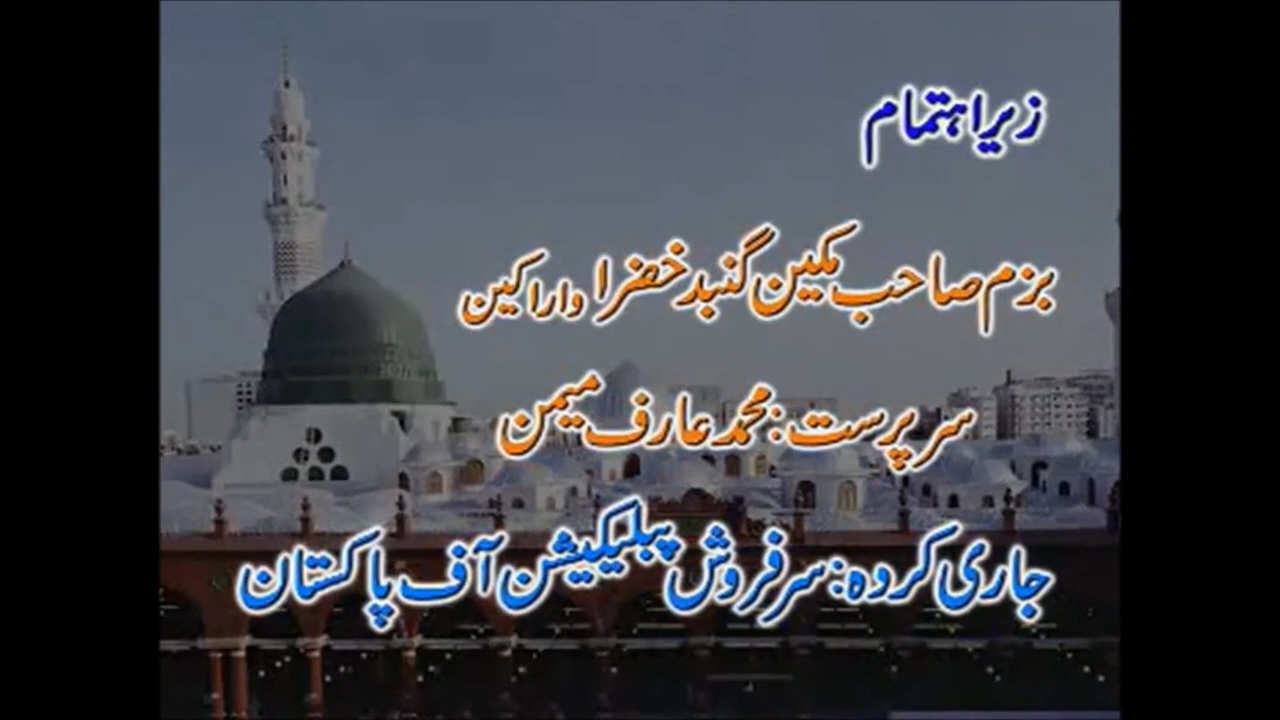 زیر اہتمام
بزم صاحب مکین گنبد خضرا و اراکین
سرپرست: محمد عارف میمن
جاری کردہ: سرفروش پبلیکیشن آف پاکستان